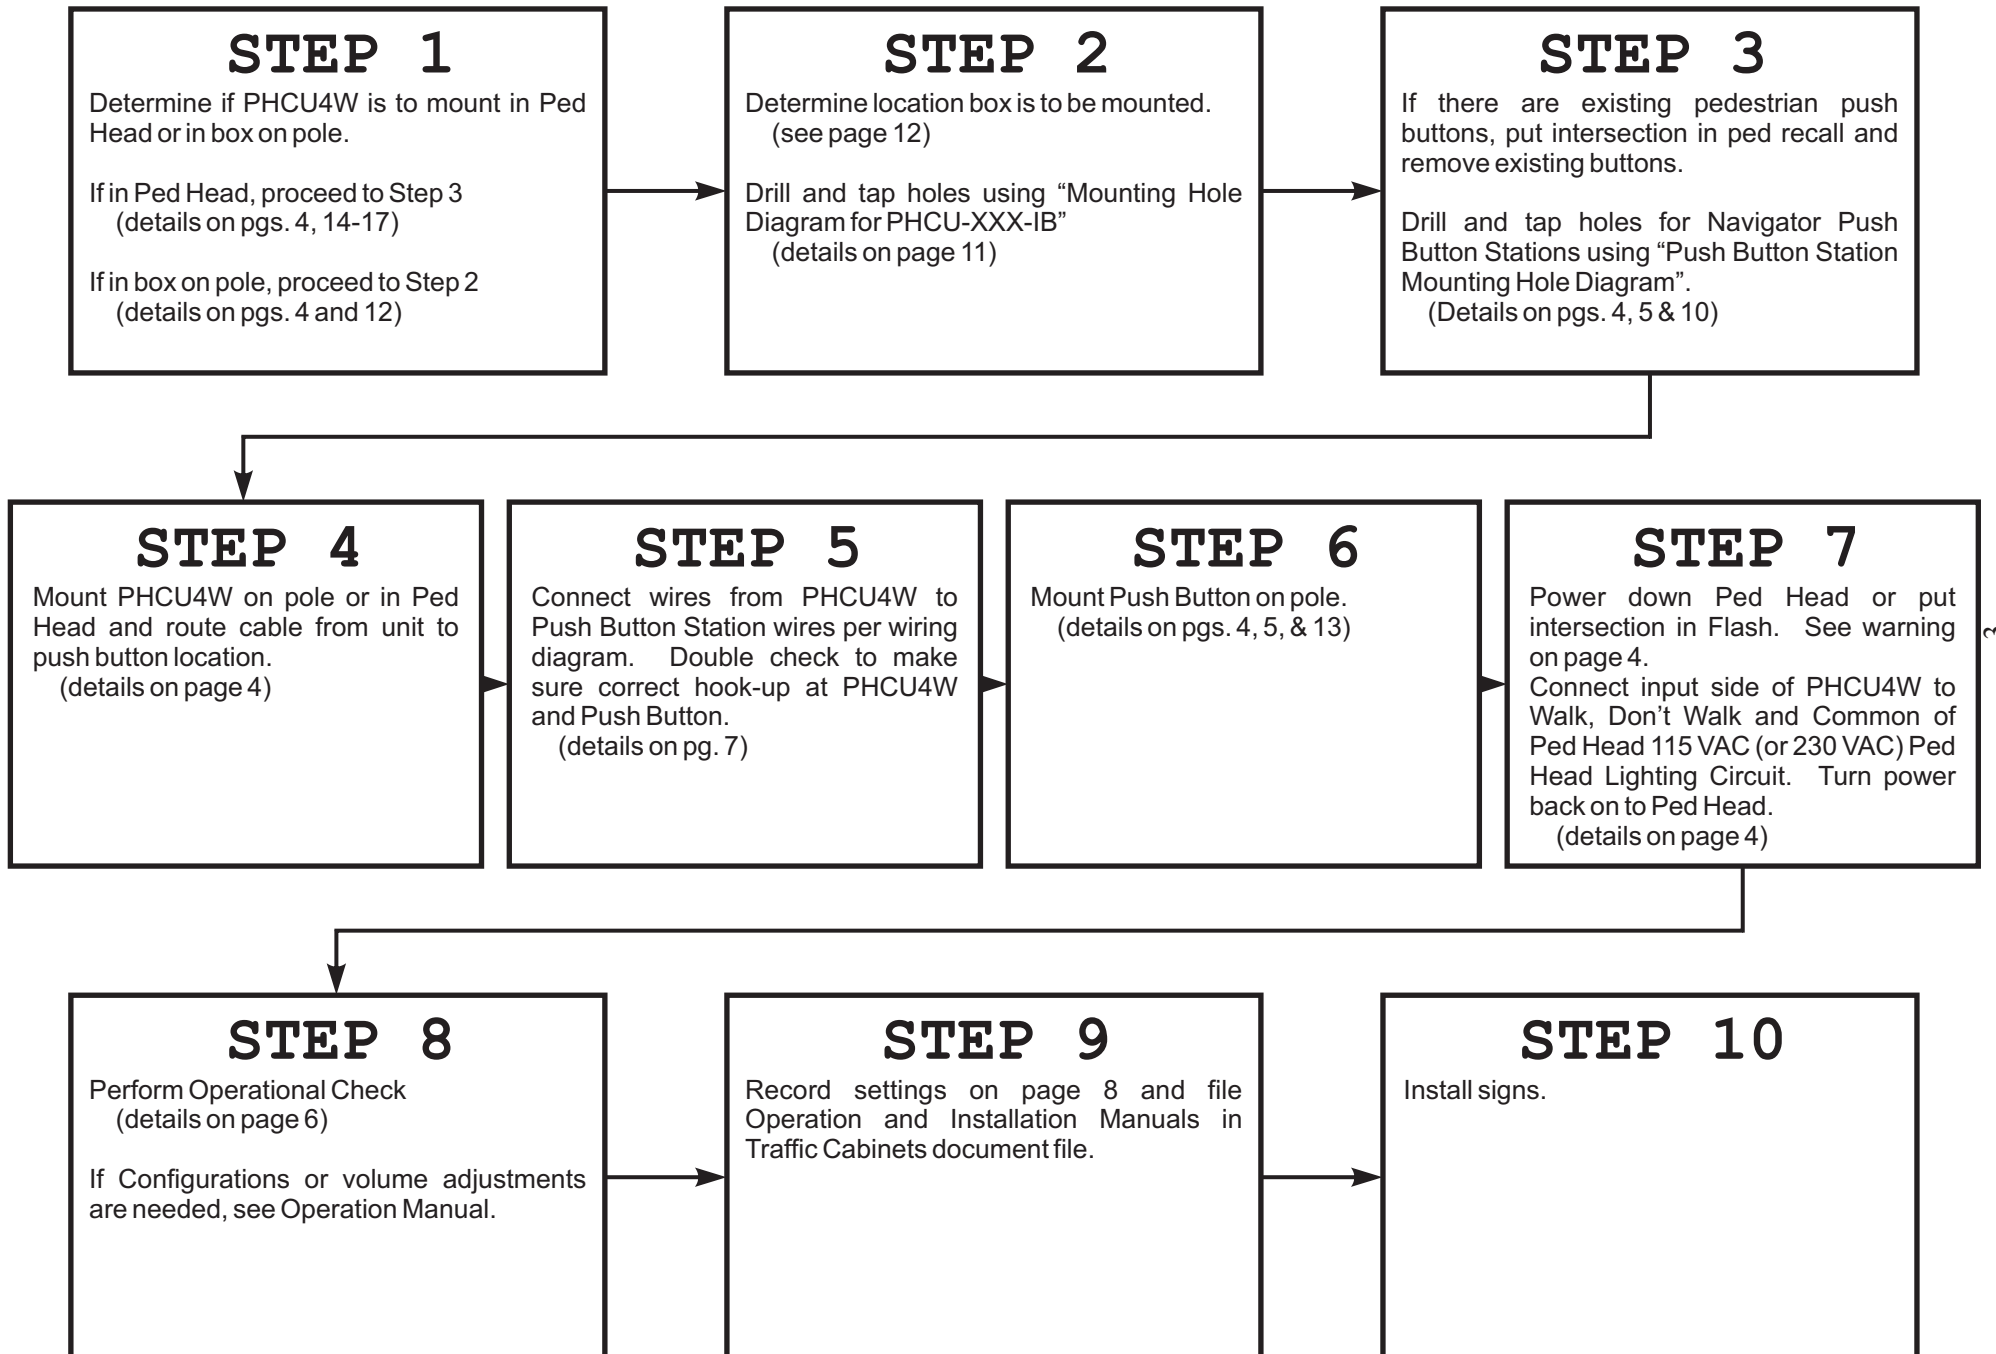 STEP 1
Determine if PHCU4W is to mount in Ped
Head or in box on pole.
If in Ped Head, proceed to Step 3
(details on pgs. 4, 14-17)
If in box on pole, proceed to Step 2
(details on pgs. 4 and 12)
STEP 2
Determine location box is to be mounted.
(see page 12)
Drill and tap holes using “Mounting Hole
Diagram for PHCU-XXX-IB”
(details on page 11)
STEP 3
If there are existing pedestrian push
buttons, put intersection in ped recall and
remove existing buttons.
Drill and tap holes for Navigator Push
Button Stations using “Push Button Station
Mounting Hole Diagram”.
(Details on pgs. 4, 5 & 10)
STEP 4
Mount PHCU4W on pole or in Ped
Head and route cable from unit to
push button location.
(details on page 4)
STEP 5
Connect wires from PHCU4W to
Push Button Station wires per wiring
diagram. Double check to make
sure correct hook-up at PHCU4W
and Push Button.
(details on pg. 7)
STEP 6
Mount Push Button on pole.
(details on pgs. 4, 5, & 13)
STEP 7
Power down Ped Head or put
intersection in Flash. See warning
on page 4.
Connect input side of PHCU4W to
Walk, Don’t Walk and Common of
Ped Head 115 VAC (or 230 VAC) Ped
Head Lighting Circuit. Turn power
back on to Ped Head.
(details on page 4)
STEP 8
Perform Operational Check
(details on page 6)
If Configurations or volume adjustments
are needed, see Operation Manual.
STEP 9
Record settings on page 8 and file
Operation and Installation Manuals in
Traffic Cabinets document file.
STEP 10
Install signs.